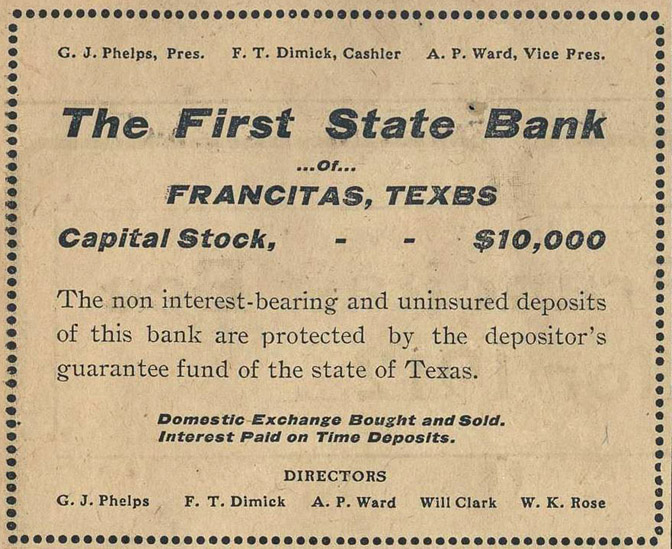 G. J. Phelps, Pres. F. T. Dimick, Cashier A. P. Ward, Vice Pres.
The First State Bank
...Of...
FRANCITAS, TEXBS
Capital Stock, - - $10,000
The non interest-bearing and uninsured deposits
of this bank are protected by the depositor's
guarantee fund of the state of Texas.
Domestic Exchange Bought and Sold.
Interest Paid on Time Deposits.
DIRECTORS
G. J. Phelps F. T. Dimick A. P. Ward Will Clark W. K. Rose